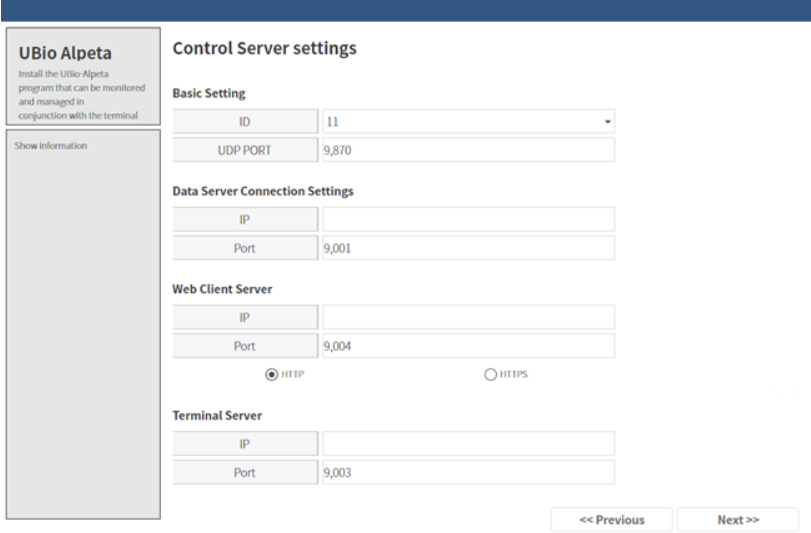 UBio Alpeta
Install the UBio-Alpeta
program that can be monitored
and managed in
conjunction with the terminal
Show information
Control Server settings
Basic Setting
ID 11
UDP PORT 9,870
Data Server Connection Settings
IP
Port 9,001
Web Client Server
IP
Port 9,004
HTTP HTTPS
Terminal Server
IP
Port 9,003
<< Previous Next >>